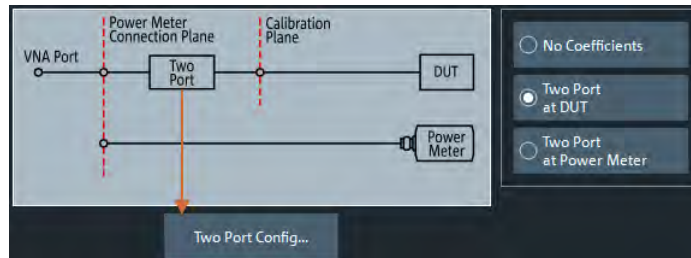 Power Meter
Connection Plane
Calibration
Plane
VNA Port
Two
Port
DUT
Power
Meter
Two Port Config...
No Coefficients
Two Port
at DUT
Two Port
at Power Meter